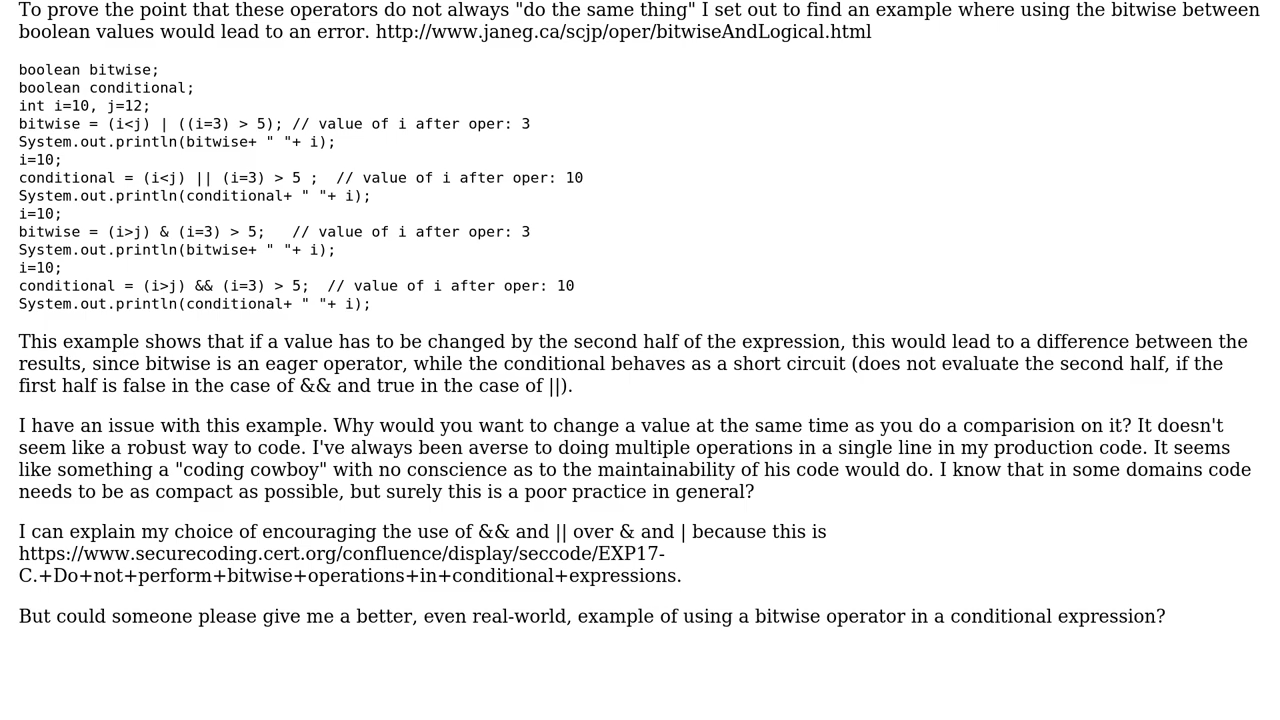 To prove the point that these operators do not always "do the same thing" I set out to find an example where using the bitwise between
boolean values would lead to an error. http://www.janeg.ca/scjp/oper/bitwiseAndLogical.html
boolean bitwise;
boolean conditional;
int i=10, j=12;
bitwise = (i<j) | ((i=3) > 5); // value of i after oper: 3
System.out.println(bitwise+ " "+ i);
i=10;
conditional = (i<j) || (i=3) > 5 ;  // value of i after oper: 10
System.out.println(conditional+ " "+ i);
i=10;
bitwise = (i>j) & (i=3) > 5;   // value of i after oper: 3
System.out.println(bitwise+ " "+ i);
i=10;
conditional = (i>j) && (i=3) > 5;  // value of i after oper: 10
System.out.println(conditional+ " "+ i);
This example shows that if a value has to be changed by the second half of the expression, this would lead to a difference between the
results, since bitwise is an eager operator, while the conditional behaves as a short circuit (does not evaluate the second half, if the
first half is false in the case of && and true in the case of ||).
I have an issue with this example. Why would you want to change a value at the same time as you do a comparision on it? It doesn't
seem like a robust way to code. I've always been averse to doing multiple operations in a single line in my production code. It seems
like something a "coding cowboy" with no conscience as to the maintainability of his code would do. I know that in some domains code
needs to be as compact as possible, but surely this is a poor practice in general?
I can explain my choice of encouraging the use of && and || over & and | because this is
https://www.securecoding.cert.org/confluence/display/seccode/EXP17-
C.+Do+not+perform+bitwise+operations+in+conditional+expressions.
But could someone please give me a better, even real-world, example of using a bitwise operator in a conditional expression?